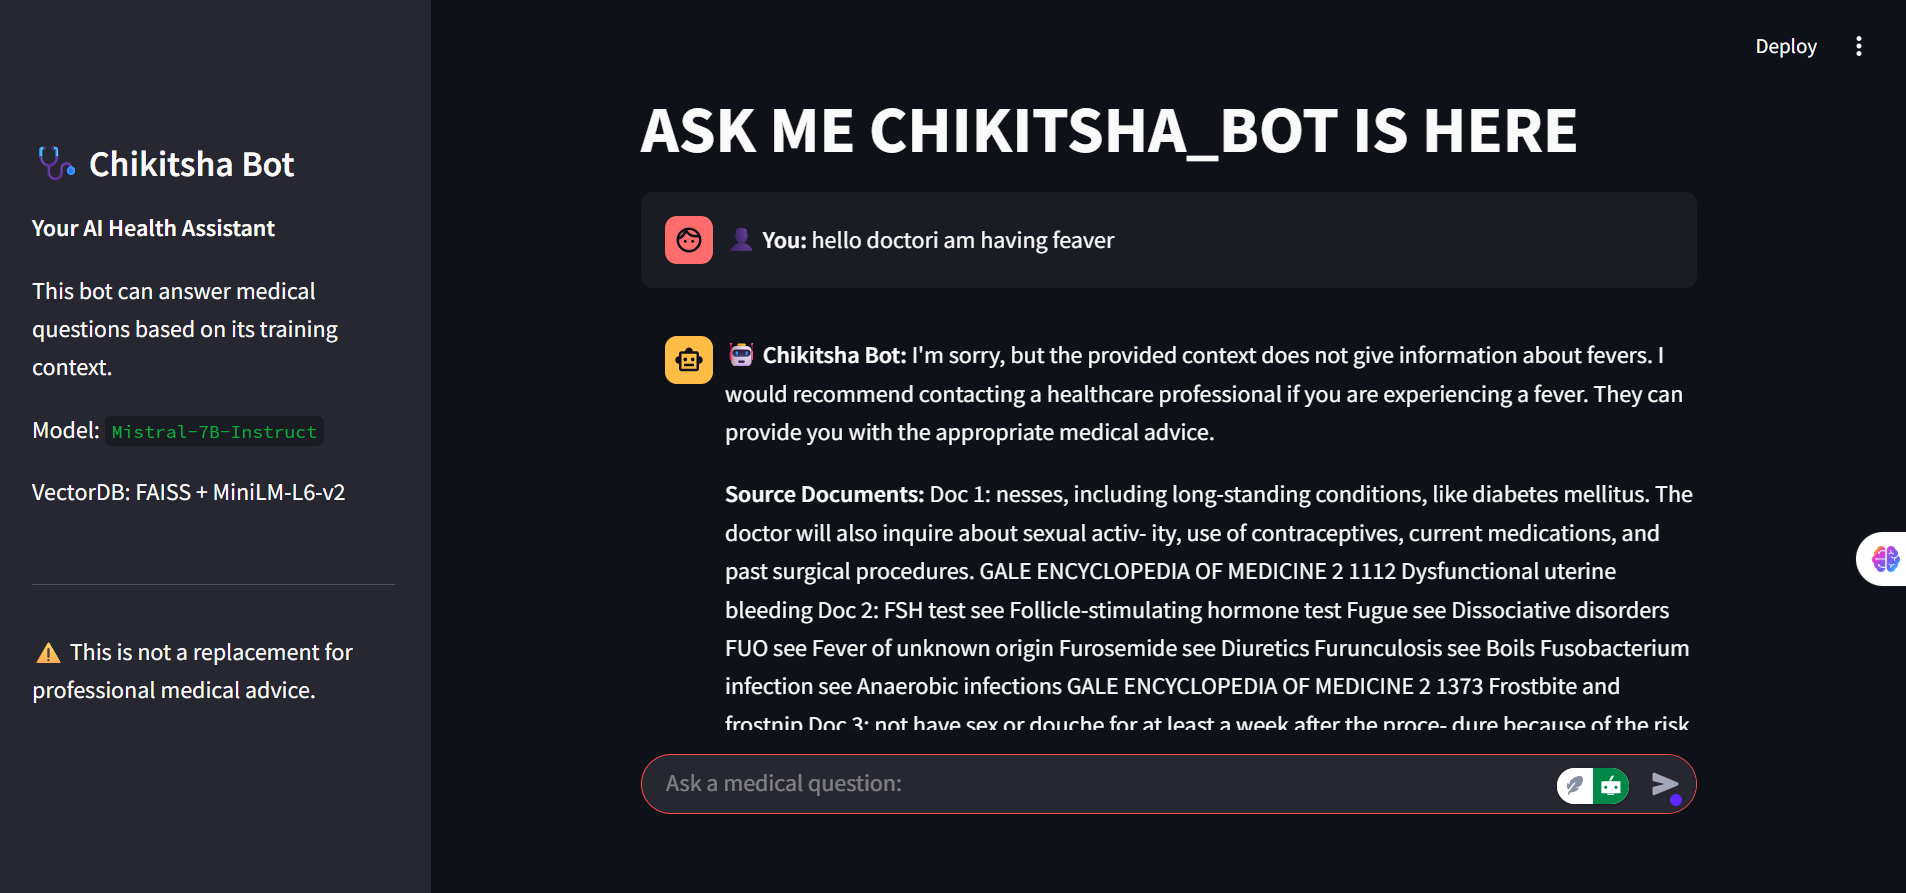 Deploy
Chikitsha Bot
Your AI Health Assistant
This bot can answer medical
questions based on its training
context.
Model: Mistral-7B-Instruct
VectorDB: FAISS + MiniLM-L6-v2
This is not a replacement for
professional medical advice.
ASK ME CHIKITSHA_BOT IS HERE
You: hello doctori am having feaver
Chikitsha Bot: I'm sorry, but the provided context does not give information about fevers. I
would recommend contacting a healthcare professional if you are experiencing a fever. They can
provide you with the appropriate medical advice.
Source Documents: Doc 1: nesses, including long-standing conditions, like diabetes mellitus. The
doctor will also inquire about sexual activ- ity, use of contraceptives, current medications, and
past surgical procedures. GALE ENCYCLOPEDIA OF MEDICINE 2 1112 Dysfunctional uterine
bleeding Doc 2: FSH test see Follicle-stimulating hormone test Fugue see Dissociative disorders
FUO see Fever of unknown origin Furosemide see Diuretics Furunculosis see Boils Fusobacterium
infection see Anaerobic infections GALE ENCYCLOPEDIA OF MEDICINE 2 1373 Frostbite and
frostnip Doc 3: not have sex or douche for at least a week after the proce- dure because of the risk
Ask a medical question: